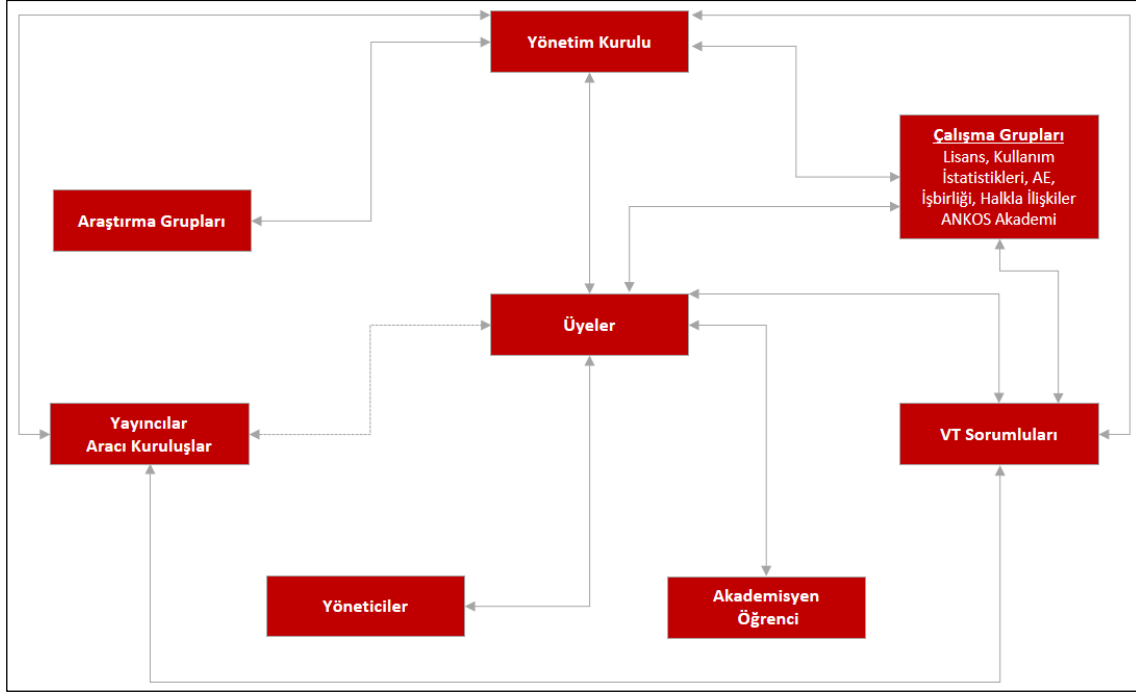 Yönetim Kurulu
Çalışma Grupları
Lisans, Kullanım
İstatistikleri, AE,
İşbirliği, Halkla İlişkiler
ANKOS Akademi
Araştırma Grupları
Üyeler
Yayıncılar
Aracı Kuruluşlar
VT Sorumluları
Yöneticiler
Akademisyen
Öğrenci